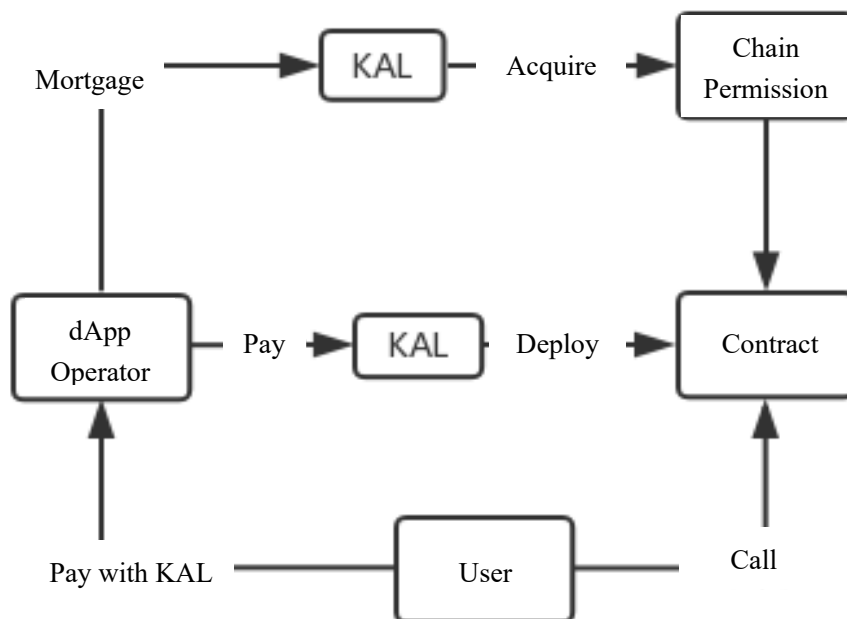 Mortgage
KAL
Acquire
Chain
Permission
dApp
Operator
Pay
KAL
Deploy
Contract
Pay with KAL
User
Call